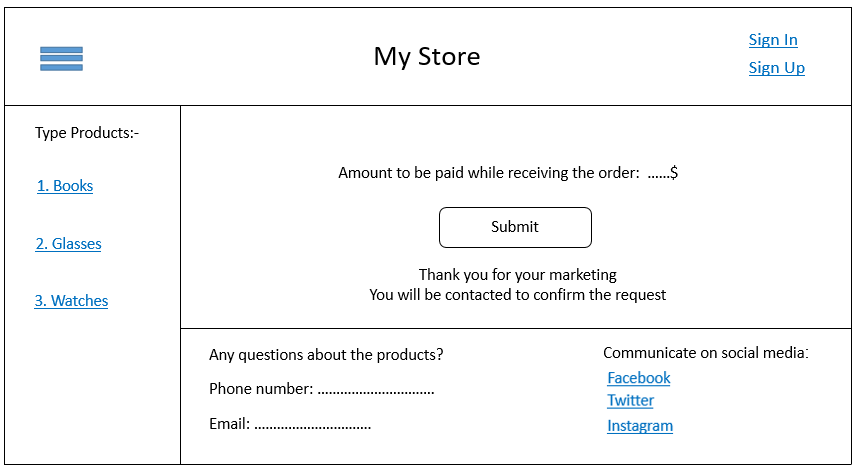 My Store
Sign In
Sign Up
Type Products:-
1. Books
2. Glasses
3. Watches
Amount to be paid while receiving the order: ......$
Submit
Thank you for your marketing
You will be contacted to confirm the request
Any questions about the products?
Phone number: ...............................
Email: ...............................
Communicate on social media:
Facebook
Twitter
Instagram